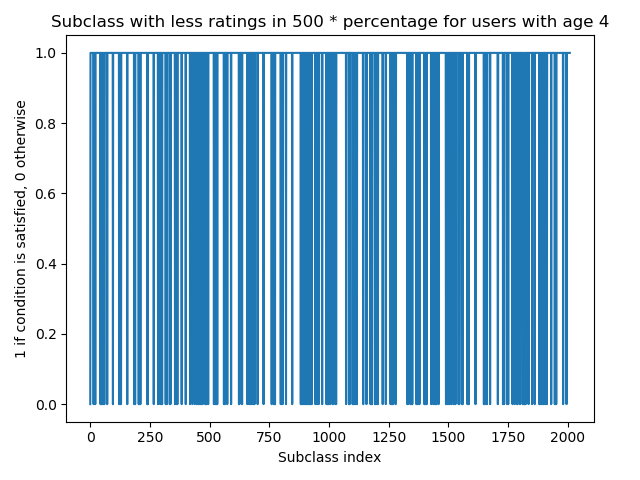 Subclass with less ratings in 500 * percentage for users with age 4
1 if condition is satisfied, 0 otherwise
1.0
0.8
0.6
0.4
0.2
0.0
0 250 500 750 1000 1250 1500 1750 2000
Subclass index